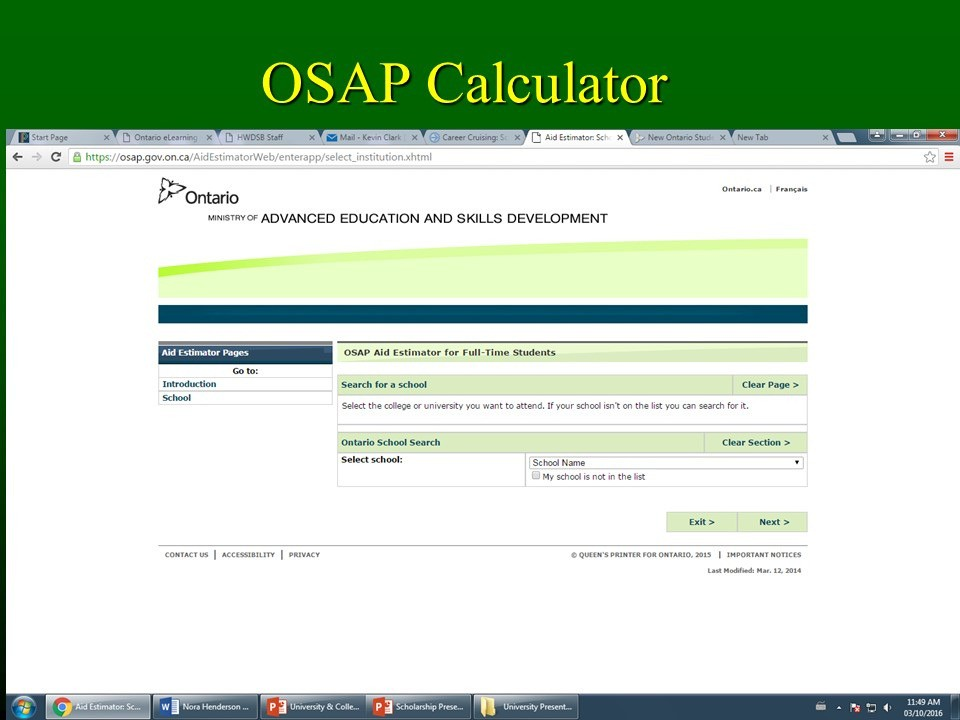 OSAP Calculator
Start Page
Ontario eLearning
HWDSB Staff
Mail - Kevin Clark
Career Cruising: S
Aid Estimator: Scho
New Ontario Stud
New Tab
https://osap.gov.on.ca/AidEstimatorWeb/enterapp/select_institution.xhtml
Ontario
Ontario.ca | Français
MINISTRY OF ADVANCED EDUCATION AND SKILLS DEVELOPMENT
Aid Estimator Pages
Go to:
Introduction
School
OSAP Aid Estimator for Full-Time Students
Search for a school
Clear Page >
Select the college or university you want to attend. If your school isn't on the list you can search for it.
Ontario School Search
Clear Section >
Select school:
School Name
My school is not in the list
Exit >
Next >
CONTACT US | ACCESSIBILITY | PRIVACY
© QUEEN'S PRINTER FOR ONTARIO, 2015 | IMPORTANT NOTICES
Last Modified: Mar. 12, 2014
Aid Estimator: Sc...
Nora Henderson ...
University & Colle...
Scholarship Prese...
University Present...
11:49 AM
03/10/2016